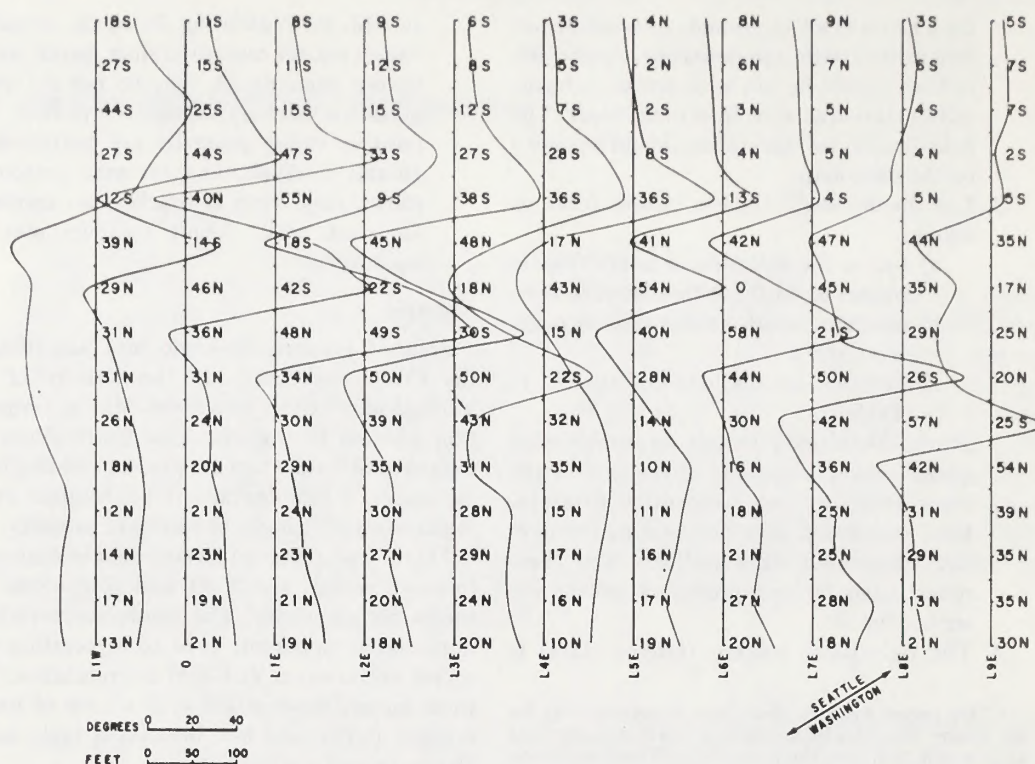 18S 11S 8S 9S 6S 3S 4N 8N 9N 3S 5S
27S 15S 11S 12S 8S 5S 2N 6N 7N 6S 7S
44S 25S 15S 15S 12S 7S 2S 3N 5N 4S 7S
27S 44S 47S 33S 27S 28S 8S 4N 5N 4N 2S
12S 40N 55N 9S 38S 36S 36S 13S 4S 5N 5S
39N 14S 18S 45N 48N 17N 41N 42N 47N 44N 35N
29N 46N 42S 22S 18N 43N 54N 0 45N 35N 17N
31N 36N 48N 49S 30S 15N 40N 58N 21S 29N 25N
31N 31N 34N 50N 50N 22S 28N 44N 50N 26S 20N
26N 24N 30N 39N 43N 32N 14N 30N 42N 57N 25S
18N 20N 29N 35N 31N 35N 10N 16N 36N 42N 54N
12N 21N 24N 30N 28N 15N 11N 18N 25N 31N 39N
14N 23N 23N 27N 29N 17N 16N 21N 25N 29N 35N
19N 21N 20N 24N 16N 17N 27N 28N 13N 35N
13N 21N 19N 18N 20N 19N 19N 20N 18N 30N
L1W 0 L1E L2E L3E L4E L5E L6E L7E L8E L9E
SEATTLE
WASHINGTON
DEGREES 0 20 40
FEET 0 50 100